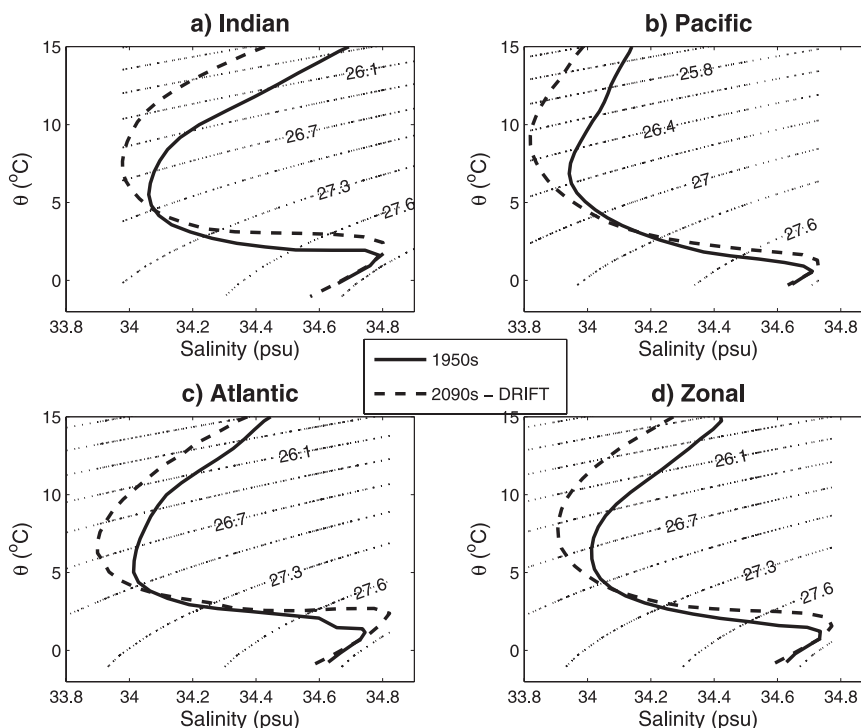 a) Indian
b) Pacific
15
10
5
0
θ (°C)
26.1
26.7
27.3
27.6
33.8 34 34.2 34.4 34.6 34.8
Salinity (psu)
15
10
5
0
θ (°C)
25.8
26.4
27
27.6
33.8 34 34.2 34.4 34.6 34.8
Salinity (psu)
1950s
2090s − DRIFT
c) Atlantic
d) Zonal
15
10
5
0
θ (°C)
26.1
26.7
27.3
27.6
33.8 34 34.2 34.4 34.6 34.8
Salinity (psu)
15
10
5
0
θ (°C)
26.1
26.7
27.3
27.6
33.8 34 34.2 34.4 34.6 34.8
Salinity (psu)